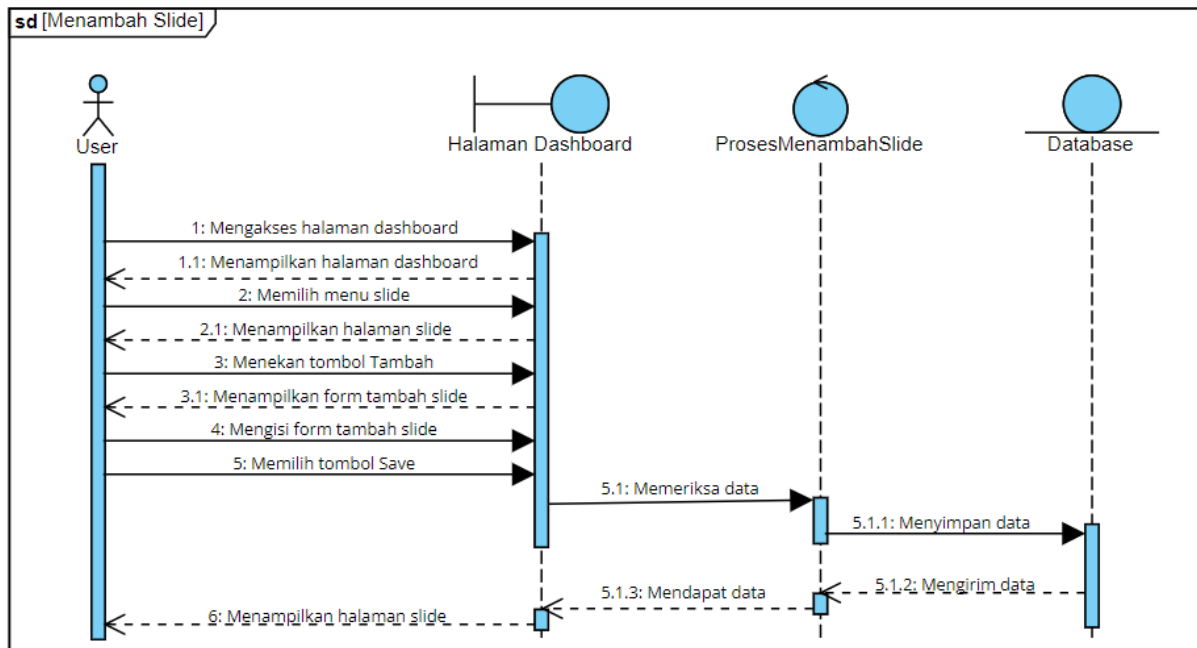 sd [Menambah Slide]
User
Halaman Dashboard
ProsesMenambahSlide
Database
1: Mengakses halaman dashboard
1.1: Menampilkan halaman dashboard
2: Memilih menu slide
2.1: Menampilkan halaman slide
3: Menekan tombol Tambah
3.1: Menampilkan form tambah slide
4: Mengisi form tambah slide
5: Memilih tombol Save
5.1: Memeriksa data
5.1.1: Menyimpan data
5.1.2: Mengirim data
5.1.3: Mendapat data
6: Menampilkan halaman slide